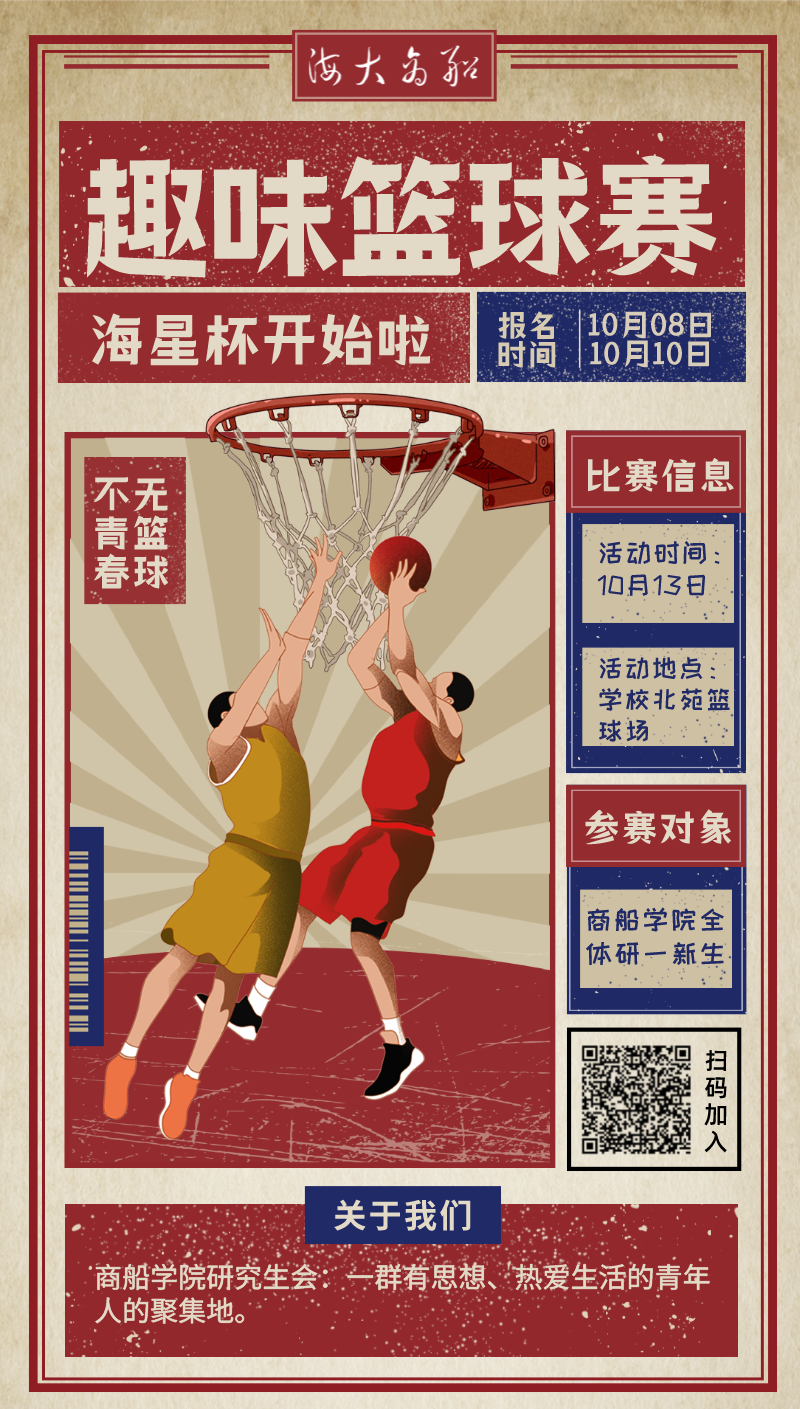 海大商船
趣味篮球赛
海星杯开始啦
报名时间
10月08日
10月10日
不无
青篮
春球
比赛信息
活动时间：
10月13日
活动地点：
学校北苑篮
球场
参赛对象
商船学院全
体研一新生
扫码加入
关于我们
商船学院研究生会：一群有思想、热爱生活的青年
人的聚集地。